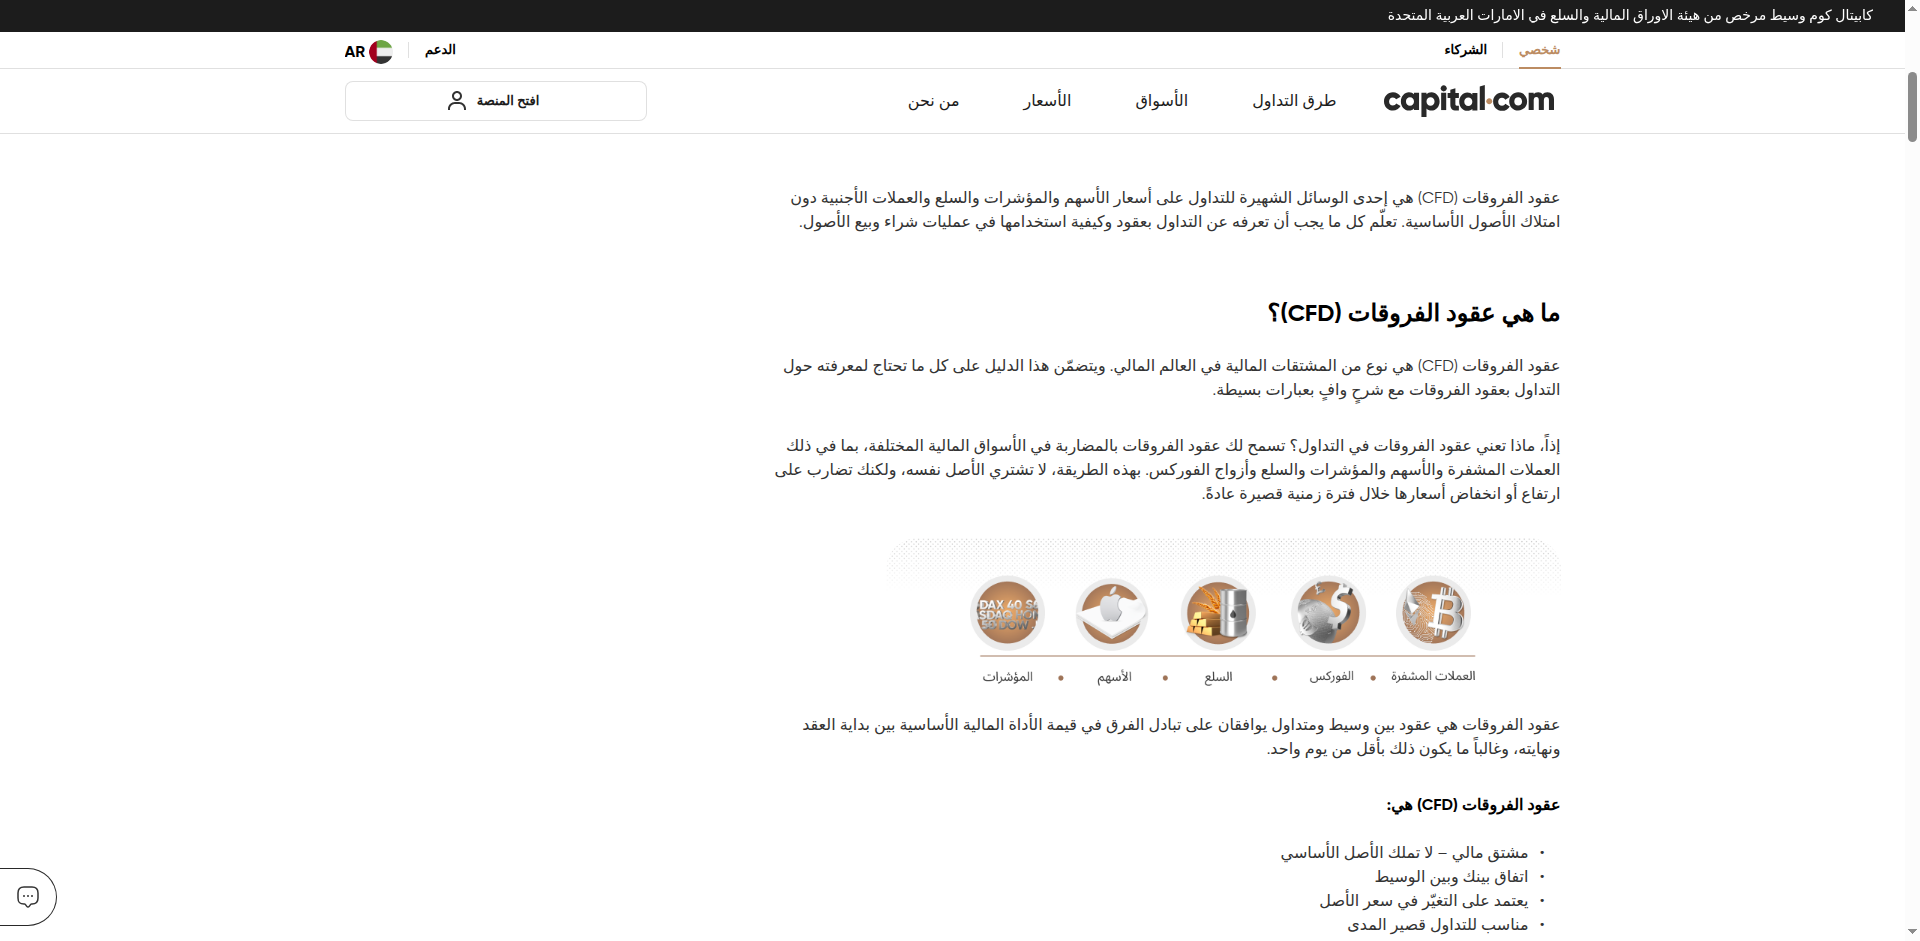 كابيتال كوم وسيط مرخص من هيئة الاوراق المالية والسلع في الامارات العربية المتحدة
شخصي
الشركاء
الدعم
AR
capital.com
طرق التداول
الأسواق
الأسعار
من نحن
افتح المنصة
عقود الفروقات (CFD) هي إحدى الوسائل الشهيرة للتداول على أسعار الأسهم والمؤشرات والسلع والعملات الأجنبية دون
امتلاك الأصول الأساسية. تعلّم كل ما يجب أن تعرفه عن التداول بعقود وكيفية استخدامها في عمليات شراء وبيع الأصول.
ما هي عقود الفروقات (CFD)؟
عقود الفروقات (CFD) هي نوع من المشتقات المالية في العالم المالي. ويتضمّن هذا الدليل على كل ما تحتاج لمعرفته حول
التداول بعقود الفروقات مع شرحٍ وافٍ بعبارات بسيطة.
إذاً، ماذا تعني عقود الفروقات في التداول؟ تسمح لك عقود الفروقات بالمضاربة في الأسواق المالية المختلفة، بما في ذلك
العملات المشفرة والأسهم والمؤشرات والسلع وأزواج الفوركس. بهذه الطريقة، لا تشتري الأصل نفسه، ولكنك تضارب على
ارتفاع أو انخفاض أسعارها خلال فترة زمنية قصيرة عادةً.
DAX 40
DOW
العملات المشفرة • الفوركس • السلع • الأسهم • المؤشرات
عقود الفروقات هي عقود بين وسيط ومتداول يوافقان على تبادل الفرق في قيمة الأداة المالية الأساسية بين بداية العقد
ونهايته، وغالباً ما يكون ذلك بأقل من يوم واحد.
عقود الفروقات (CFD) هي:
• مشتق مالي – لا تملك الأصل الأساسي
• اتفاق بينك وبين الوسيط
• يعتمد على التغيّر في سعر الأصل
• مناسب للتداول قصير المدى